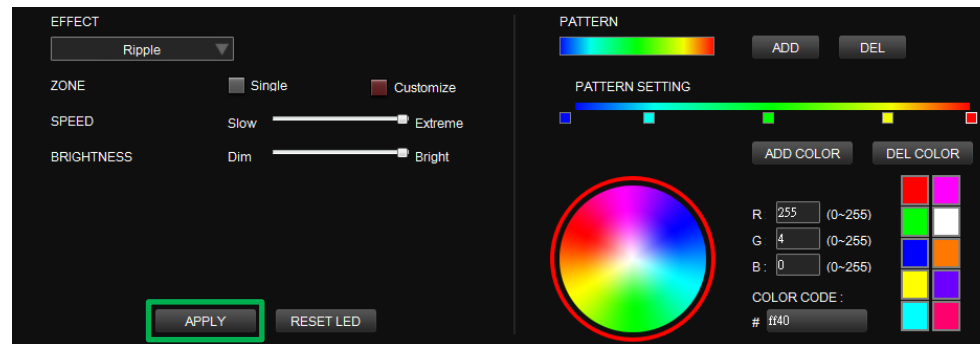 EFFECT
Ripple
ZONE
Single
Customize
SPEED
Slow
Extreme
BRIGHTNESS
Dim
Bright
APPLY
RESET LED
PATTERN
ADD
DEL
PATTERN SETTING
ADD COLOR
DEL COLOR
R 255 (0~255)
G 4 (0~255)
B : 0 (0~255)
COLOR CODE :
# ff40